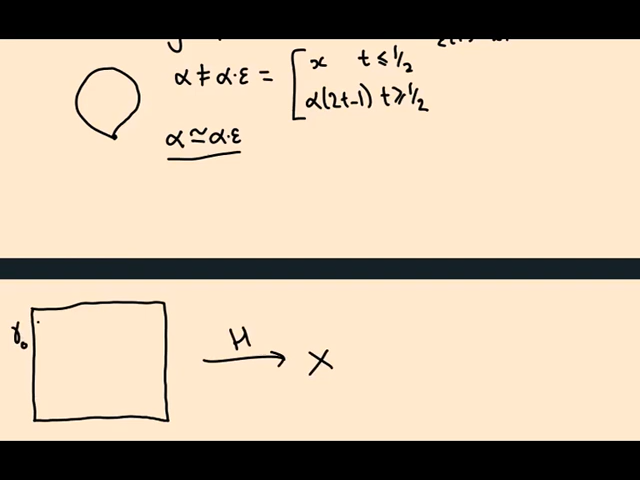 α ≠ α·ε = [ x t ≤ 1/2
α(2t-1) t ≥ 1/2
α ≃ α·ε
γ₀
H
X